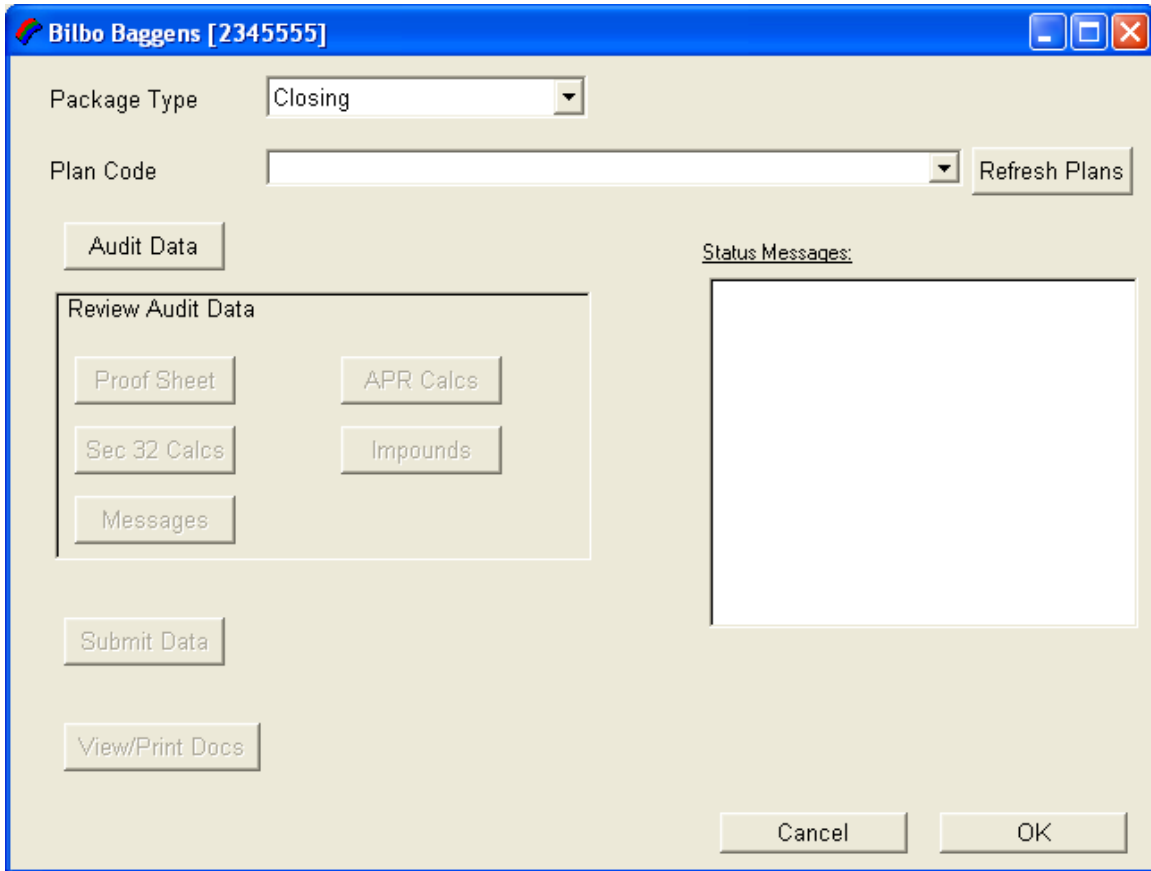 Bilbo Baggens [2345555]
Package Type
Closing
Plan Code
Refresh Plans
Audit Data
Status Messages:
Review Audit Data
Proof Sheet
APR Calcs
Sec 32 Calcs
Impounds
Messages
Submit Data
View/Print Docs
Cancel
OK